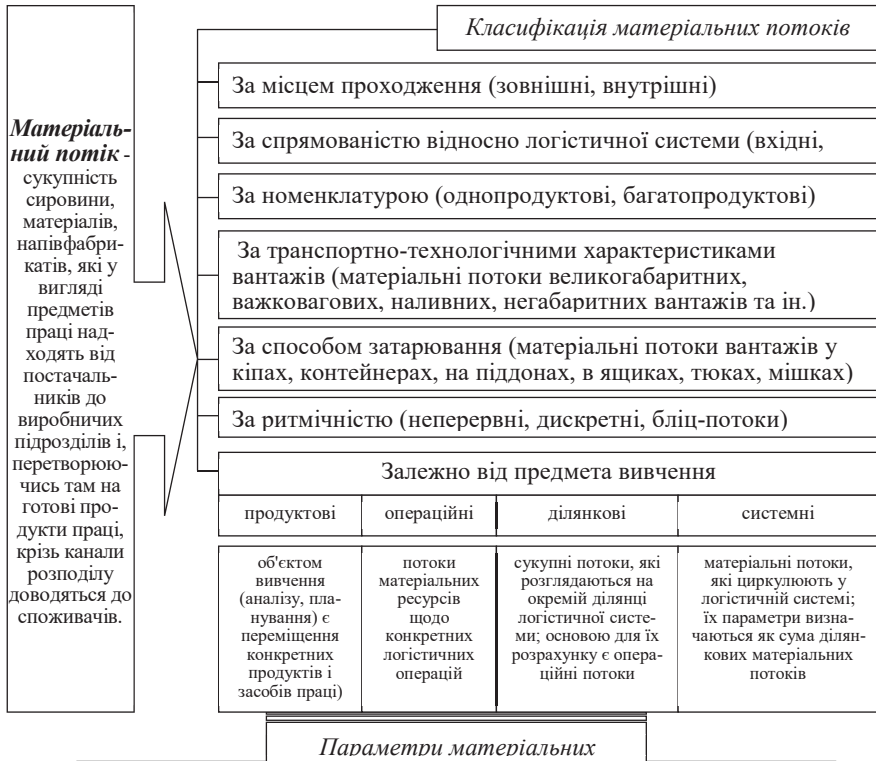 Класифікація матеріальних потоків
Матеріаль-
ний потік -
сукупність
сировини,
матеріалів,
напівфабри-
катів, які у
вигляді
предметів
праці над-
ходять від
постачаль-
ників до
виробничих
підрозділів і,
перетворюю-
чись там на
готові про-
дукти праці,
крізь канали
розподілу
доводяться до
споживачів.
За місцем проходження (зовнішні, внутрішні)
За спрямованістю відносно логістичної системи (вхідні,
За номенклатурою (однопродуктові, багатопродуктові)
За транспортно-технологічними характеристиками
вантажів (матеріальні потоки великогабаритних,
важковагових, наливних, негабаритних вантажів та ін.)
За способом затарювання (матеріальні потоки вантажів у
кіпах, контейнерах, на піддонах, в ящиках, тюках, мішках)
За ритмічністю (неперервні, дискретні, бліц-потоки)
Залежно від предмета вивчення
продуктові
операційні
ділянкові
системні
об'єктом
вивчення
(аналізу, пла-
нування) є
переміщення
конкретних
продуктів і
засобів праці)
потоки
матеріальних
ресурсів
щодо
конкретних
логістичних
операцій
сукупні потоки, які
розглядаються на
окремій ділянці
логістичної систе-
ми; основою для їх
розрахунку є опера-
ційні потоки
матеріальні потоки,
які циркулюють у
логістичній системі;
їх параметри визна-
чаються як сума ділян-
кових матеріальних
потоків
Параметри матеріальних